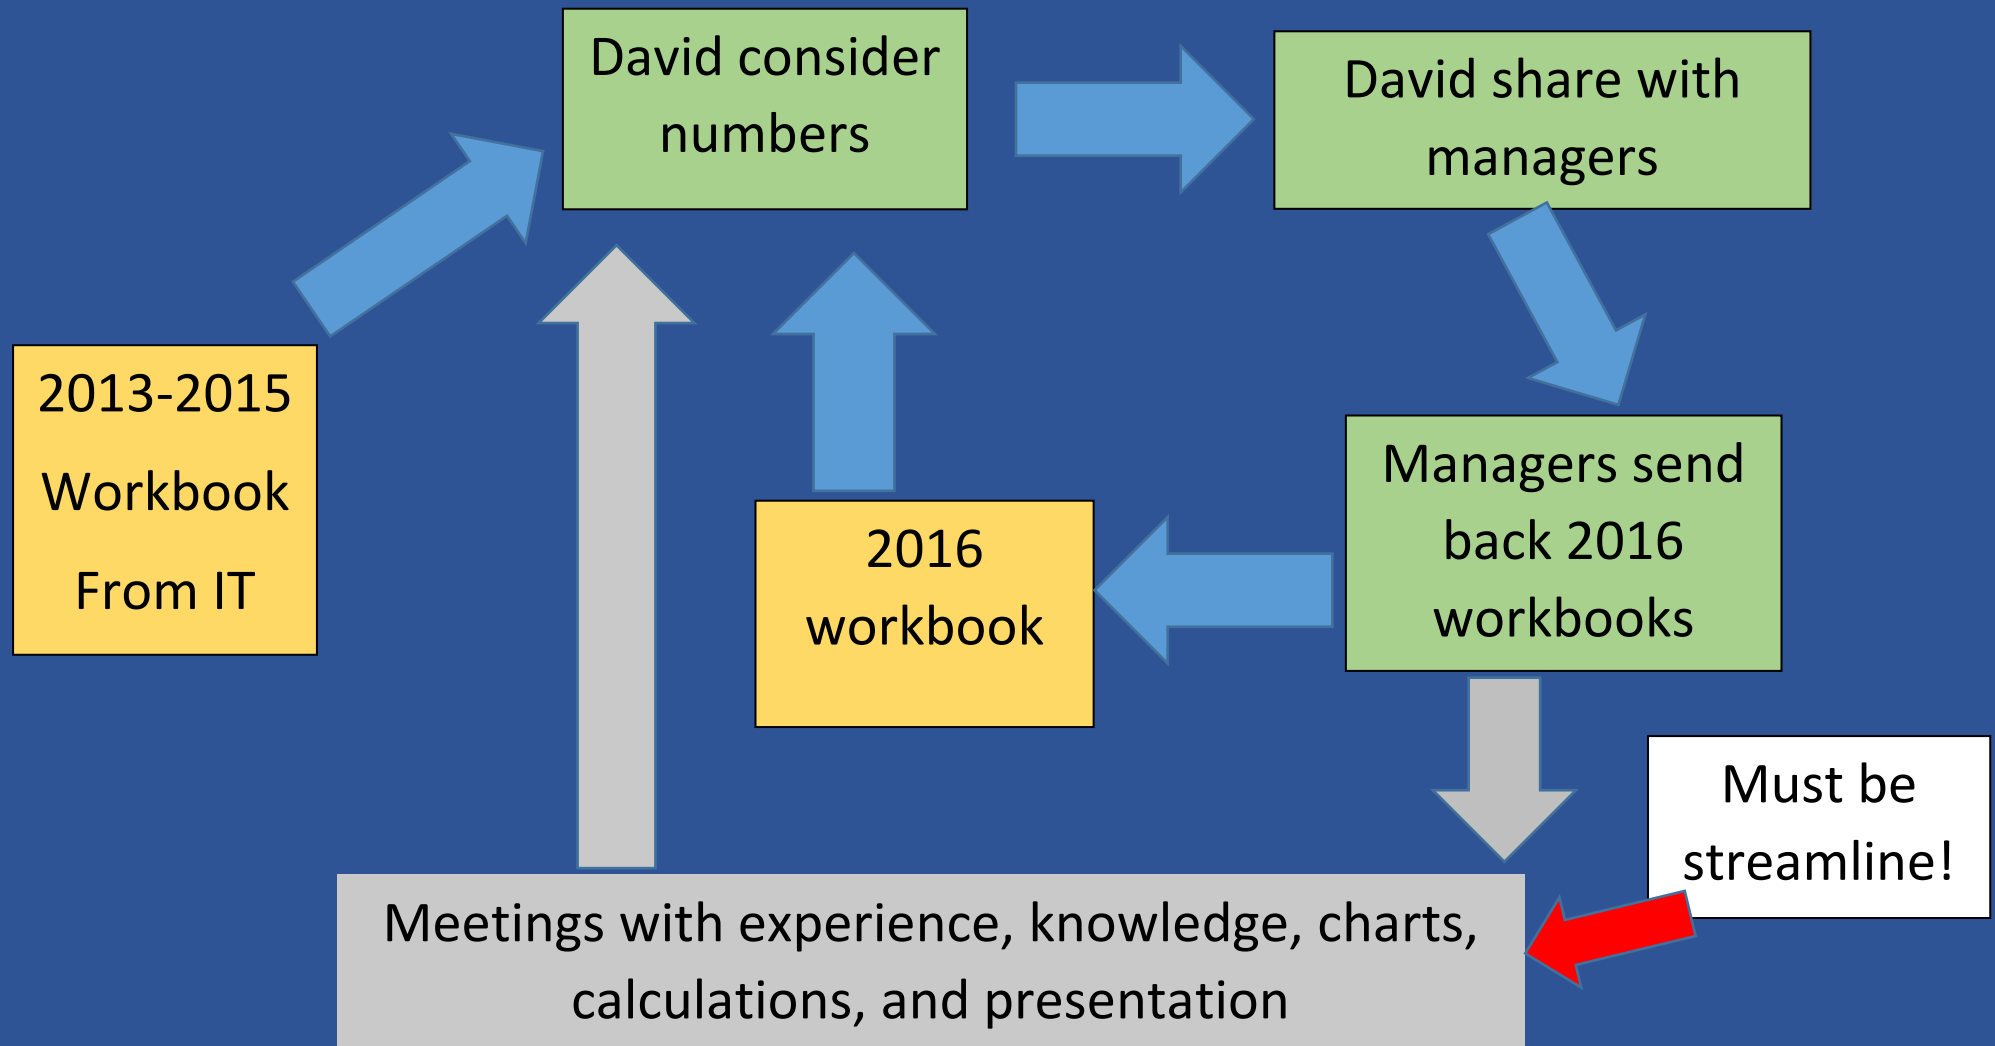 David consider
numbers
David share with
managers
2013-2015
Workbook
From IT
2016
workbook
Managers send
back 2016
workbooks
Must be
streamline!
Meetings with experience, knowledge, charts,
calculations, and presentation